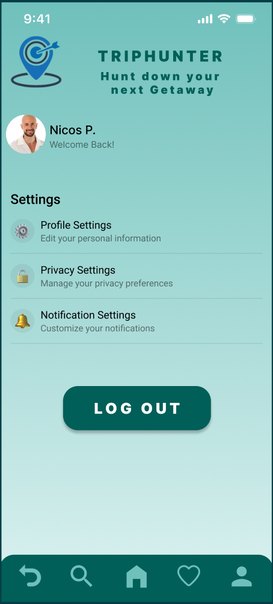 9:41
TRIPHUNTER
Hunt down your
next Getaway
Nicos P.
Welcome Back!
Settings
Profile Settings
Edit your personal information
Privacy Settings
Manage your privacy preferences
Notification Settings
Customize your notifications
LOG OUT